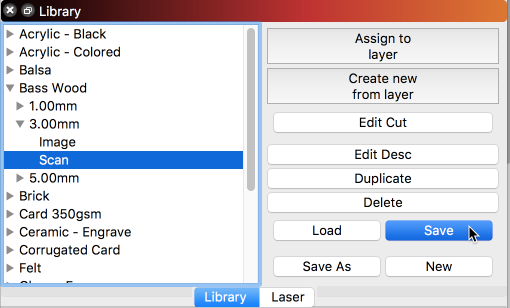 Library
Acrylic - Black
Acrylic - Colored
Balsa
Bass Wood
1.00mm
3.00mm
Image
Scan
5.00mm
Brick
Card 350gsm
Ceramic - Engrave
Corrugated Card
Felt
Assign to
layer
Create new
from layer
Edit Cut
Edit Desc
Duplicate
Delete
Load
Save
Save As
New
Library
Laser